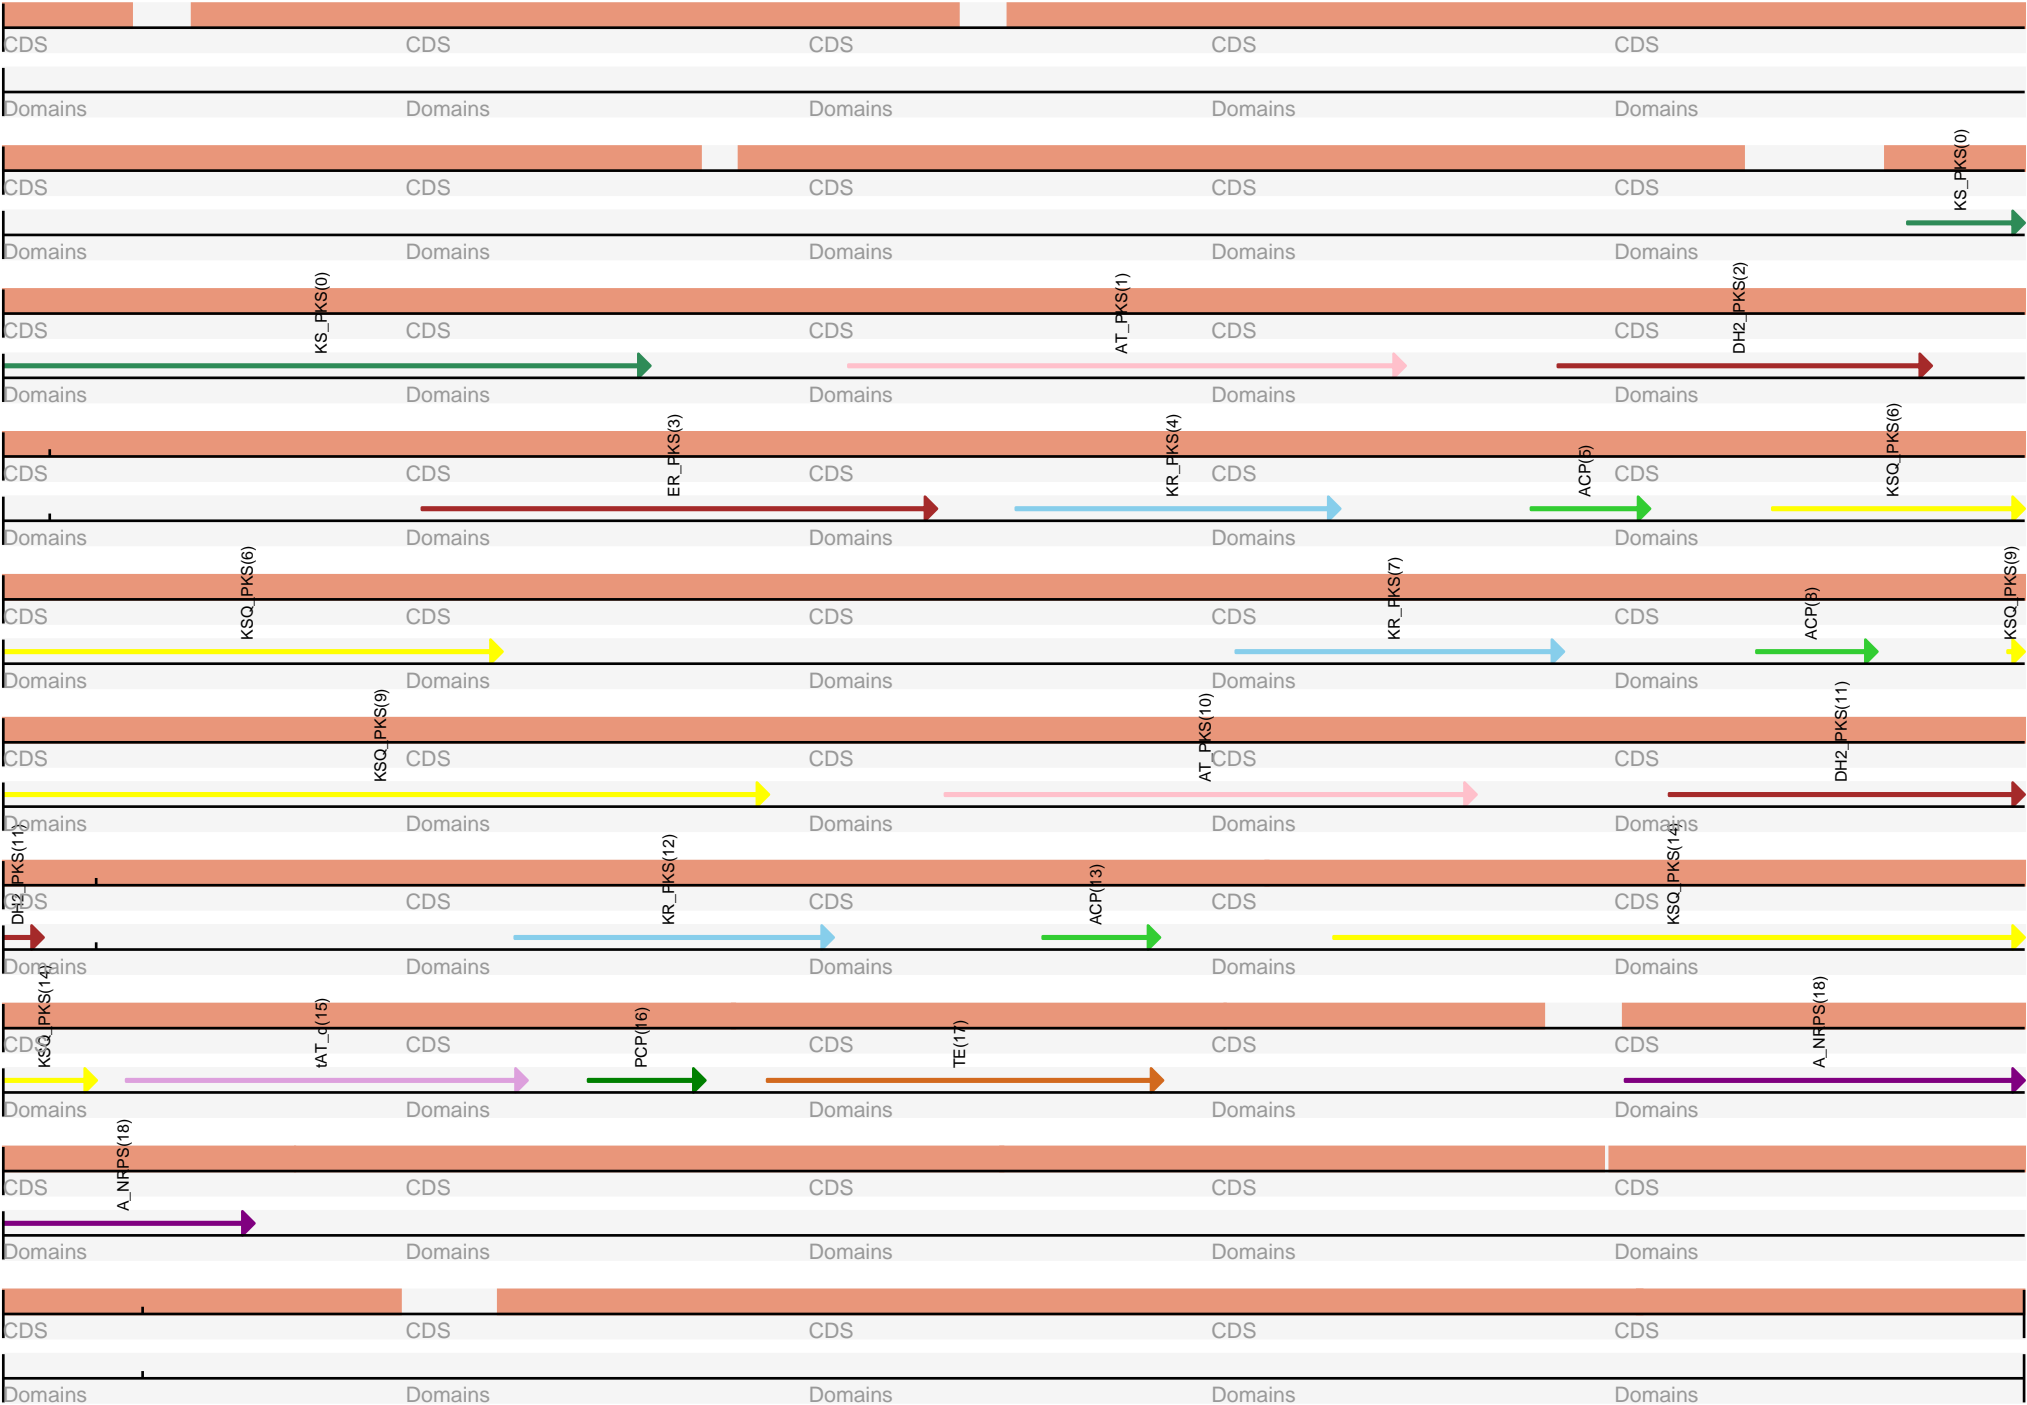 CDS CDS CDS CDS CDS
Domains Domains Domains Domains Domains
KS_PKS(0)
CDS CDS CDS CDS CDS
Domains Domains Domains Domains Domains
KS_PKS(0) AT_PKS(1) DH2_PKS(2)
CDS CDS CDS CDS CDS
Domains Domains Domains Domains Domains
ER_PKS(3) KR_PKS(4) ACP(5) KSQ_PKS(6)
CDS CDS CDS CDS CDS
Domains Domains Domains Domains Domains
KSQ_PKS(6) KR_PKS(7) ACP(8) KSQ_PKS(9)
CDS CDS CDS CDS CDS
Domains Domains Domains Domains Domains
KSQ_PKS(9) AT_PKS(10) DH2_PKS(11)
CDS CDS CDS CDS CDS
Domains Domains Domains Domains Domains
DH2_PKS(11) KR_PKS(12) ACP(13) KSQ_PKS(14)
CDS CDS CDS CDS CDS
Domains Domains Domains Domains Domains
KSQ_PKS(14) tAT_d(15) PCP(16) TE(17) A_NRPS(18)
CDS CDS CDS CDS CDS
Domains Domains Domains Domains Domains
A_NRPS(18)
CDS CDS CDS CDS CDS
Domains Domains Domains Domains Domains
CDS CDS CDS CDS CDS
Domains Domains Domains Domains Domains